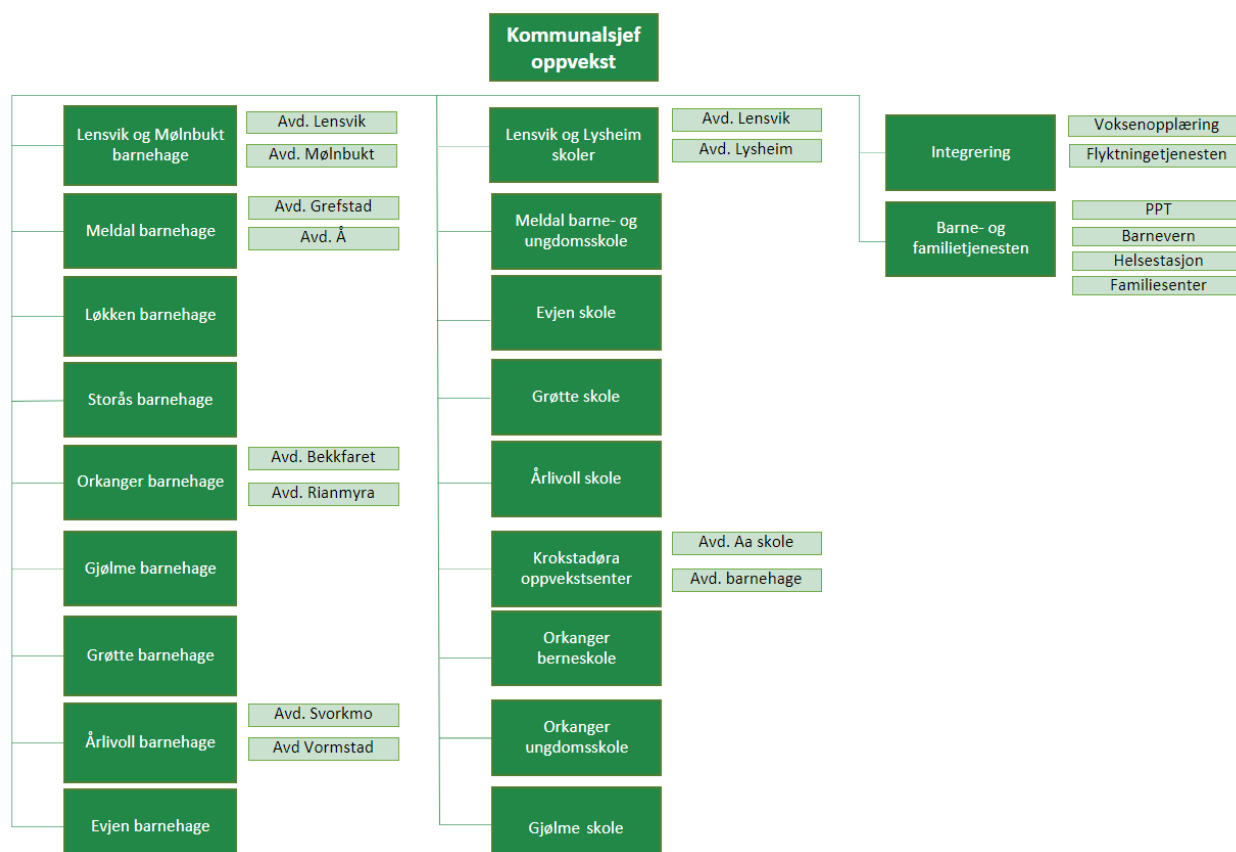 Kommunalsjef
oppvekst
Lensvik og Mølnbukt
barnehage
Avd. Lensvik
Avd. Mølnbukt
Meldal barnehage
Avd. Grefstad
Avd. Å
Løkken barnehage
Storås barnehage
Orkanger barnehage
Avd. Bekkfaret
Avd. Rianmyra
Gjølme barnehage
Grøtte barnehage
Årlivoll barnehage
Avd. Svorkmo
Avd Vormstad
Evjen barnehage
Lensvik og Lysheim
skoler
Avd. Lensvik
Avd. Lysheim
Meldal barne- og
ungdomsskole
Evjen skole
Grøtte skole
Årlivoll skole
Krokstadøra
oppvekstsenter
Avd. Aa skole
Avd. barnehage
Orkanger
berneskole
Orkanger
ungdomsskole
Gjølme skole
Integrering
Voksenopplæring
Flyktningetjenesten
Barne- og
familietjenesten
PPT
Barnevern
Helsestasjon
Familiesenter